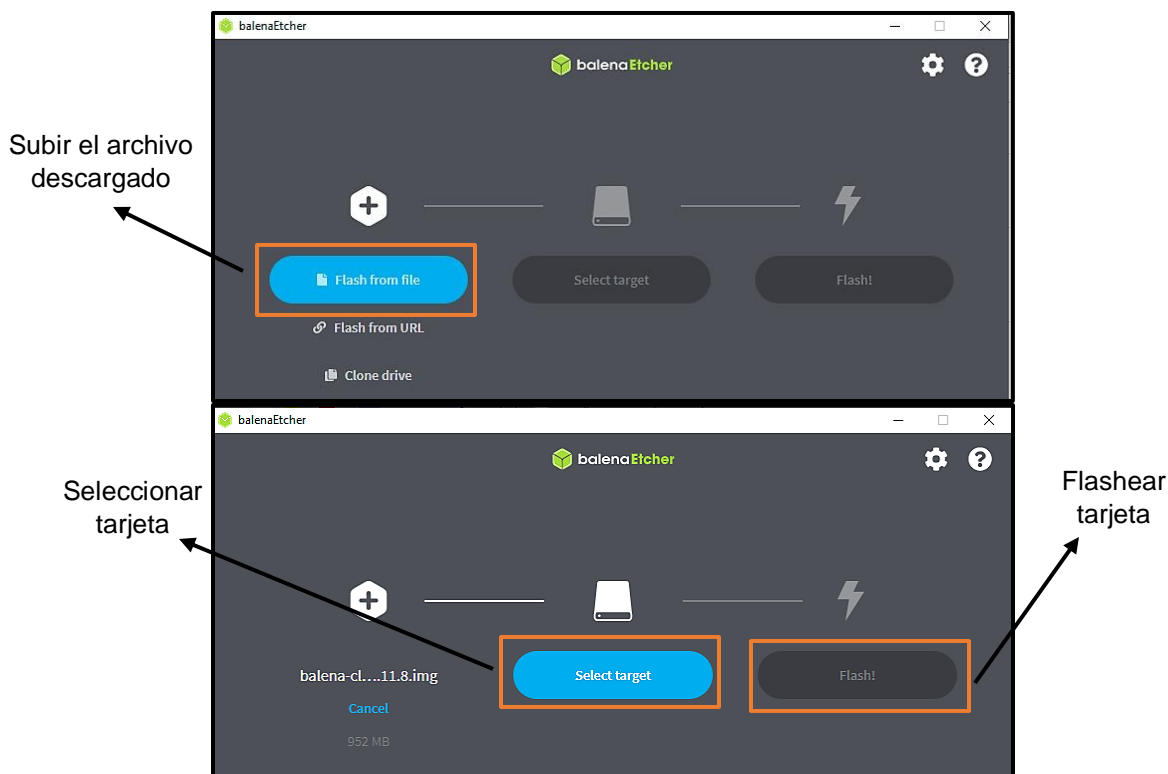 balenaEtcher
balenaEtcher
Subir el archivo
descargado
Flash from file
Select target
Flash!
Flash from URL
Clone drive
balenaEtcher
balenaEtcher
Seleccionar
tarjeta
Flashear
tarjeta
balena-cl....11.8.img
Select target
Flash!
Cancel
952 MB